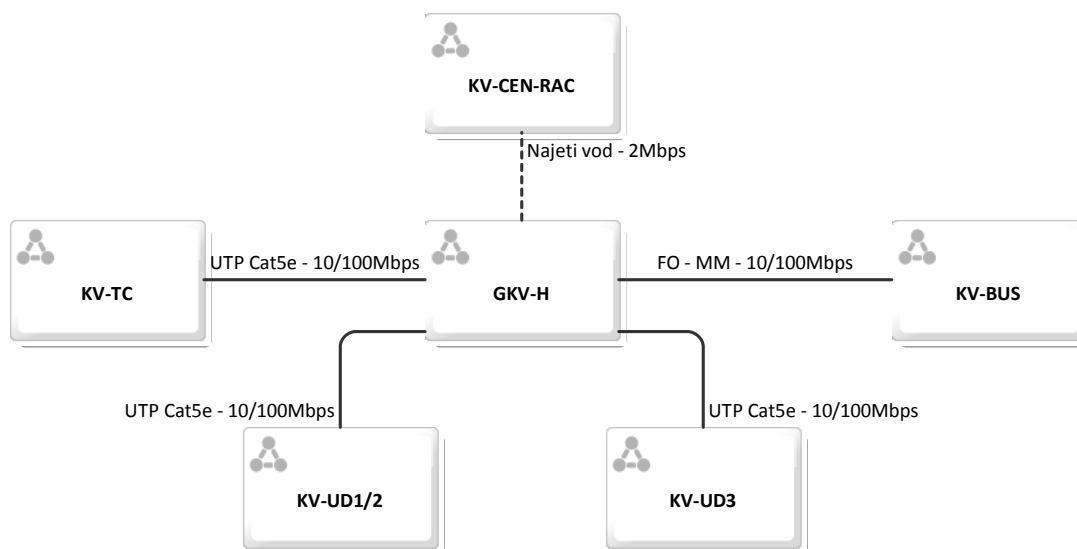 KV-CEN-RAC
Najeti vod - 2Mbps
KV-TC
UTP Cat5e - 10/100Mbps
GKV-H
FO - MM - 10/100Mbps
KV-BUS
UTP Cat5e - 10/100Mbps
UTP Cat5e - 10/100Mbps
KV-UD1/2
KV-UD3